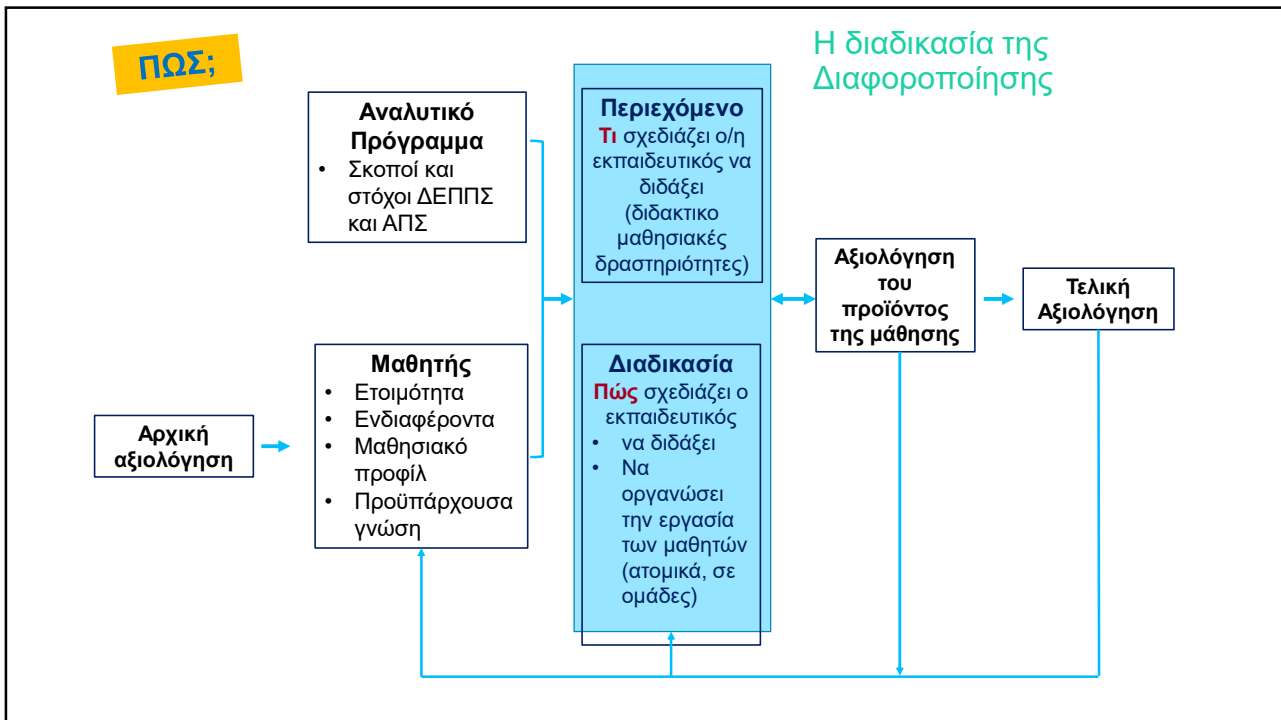 ΠΩΣ;
Η διαδικασία της
Διαφοροποίησης
Αναλυτικό
Πρόγραμμα
• Σκοποί και
στόχοι ΔΕΠΠΣ
και ΑΠΣ
Περιεχόμενο
Τι σχεδιάζει ο/η
εκπαιδευτικός να
διδάξει
(διδακτικο
μαθησιακές
δραστηριότητες)
Αξιολόγηση
του
προϊόντος
της μάθησης
Τελική
Αξιολόγηση
Αρχική
αξιολόγηση
Μαθητής
• Ετοιμότητα
• Ενδιαφέροντα
• Μαθησιακό
προφίλ
• Προϋπάρχουσα
γνώση
Διαδικασία
Πώς σχεδιάζει ο
εκπαιδευτικός
• να διδάξει
• Να
οργανώσει
την εργασία
των μαθητών
(ατομικά, σε
ομάδες)